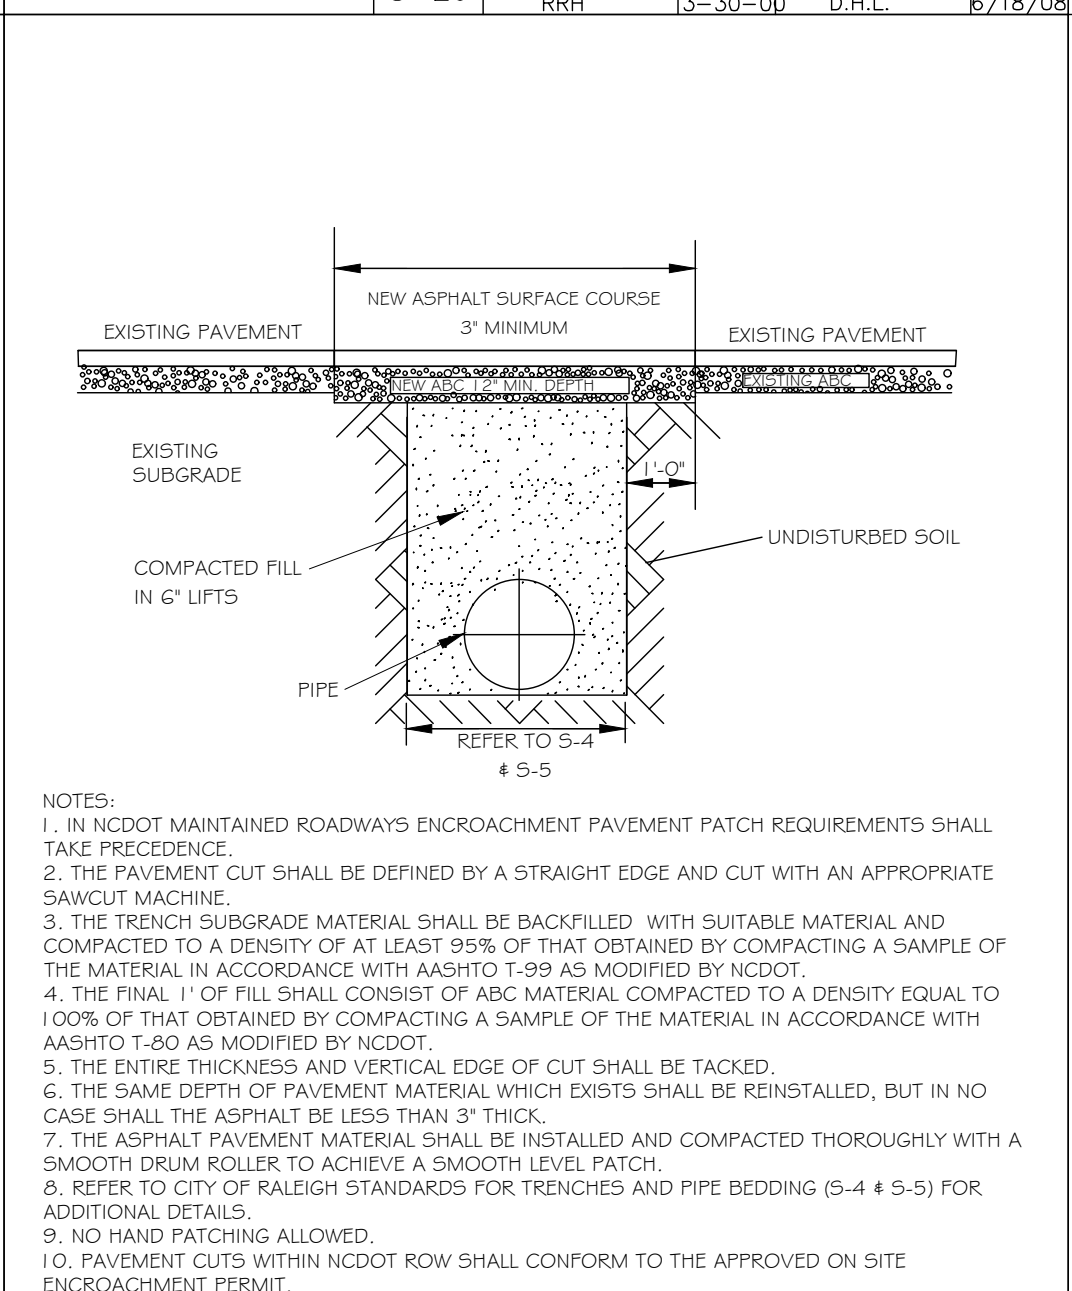 RRH 3-30-00 D.H.L. 6/18/08
NEW ASPHALT SURFACE COURSE
3" MINIMUM
EXISTING PAVEMENT
EXISTING PAVEMENT
NEW ABC 12" MIN. DEPTH
EXISTING ABC
EXISTING
SUBGRADE
1'-0"
UNDISTURBED SOIL
COMPACTED FILL
IN 6" LIFTS
PIPE
REFER TO S-4
& S-5
NOTES:
1. IN NCDOT MAINTAINED ROADWAYS ENCROACHMENT PAVEMENT PATCH REQUIREMENTS SHALL
TAKE PRECEDENCE.
2. THE PAVEMENT CUT SHALL BE DEFINED BY A STRAIGHT EDGE AND CUT WITH AN APPROPRIATE
SAWCUT MACHINE.
3. THE TRENCH SUBGRADE MATERIAL SHALL BE BACKFILLED WITH SUITABLE MATERIAL AND
COMPACTED TO A DENSITY OF AT LEAST 95% OF THAT OBTAINED BY COMPACTING A SAMPLE OF
THE MATERIAL IN ACCORDANCE WITH AASHTO T-99 AS MODIFIED BY NCDOT.
4. THE FINAL 1' OF FILL SHALL CONSIST OF ABC MATERIAL COMPACTED TO A DENSITY EQUAL TO
100% OF THAT OBTAINED BY COMPACTING A SAMPLE OF THE MATERIAL IN ACCORDANCE WITH
AASHTO T-80 AS MODIFIED BY NCDOT.
5. THE ENTIRE THICKNESS AND VERTICAL EDGE OF CUT SHALL BE TACKED.
6. THE SAME DEPTH OF PAVEMENT MATERIAL WHICH EXISTS SHALL BE REINSTALLED, BUT IN NO
CASE SHALL THE ASPHALT BE LESS THAN 3" THICK.
7. THE ASPHALT PAVEMENT MATERIAL SHALL BE INSTALLED AND COMPACTED THOROUGHLY WITH A
SMOOTH DRUM ROLLER TO ACHIEVE A SMOOTH LEVEL PATCH.
8. REFER TO CITY OF RALEIGH STANDARDS FOR TRENCHES AND PIPE BEDDING (S-4 & S-5) FOR
ADDITIONAL DETAILS.
9. NO HAND PATCHING ALLOWED.
10. PAVEMENT CUTS WITHIN NCDOT ROW SHALL CONFORM TO THE APPROVED ON SITE
ENCROACHMENT PERMIT.